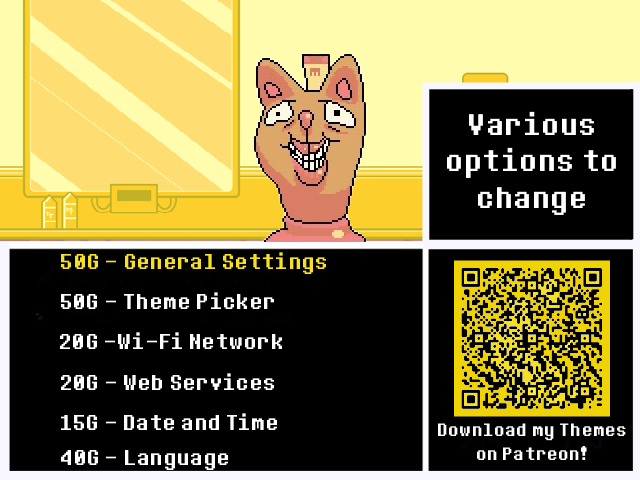 Various
options to
change
50G - General Settings
50G - Theme Picker
20G -Wi-Fi Network
20G - Web Services
15G - Date and Time
40G - Language
Download my Themes
on Patreon!